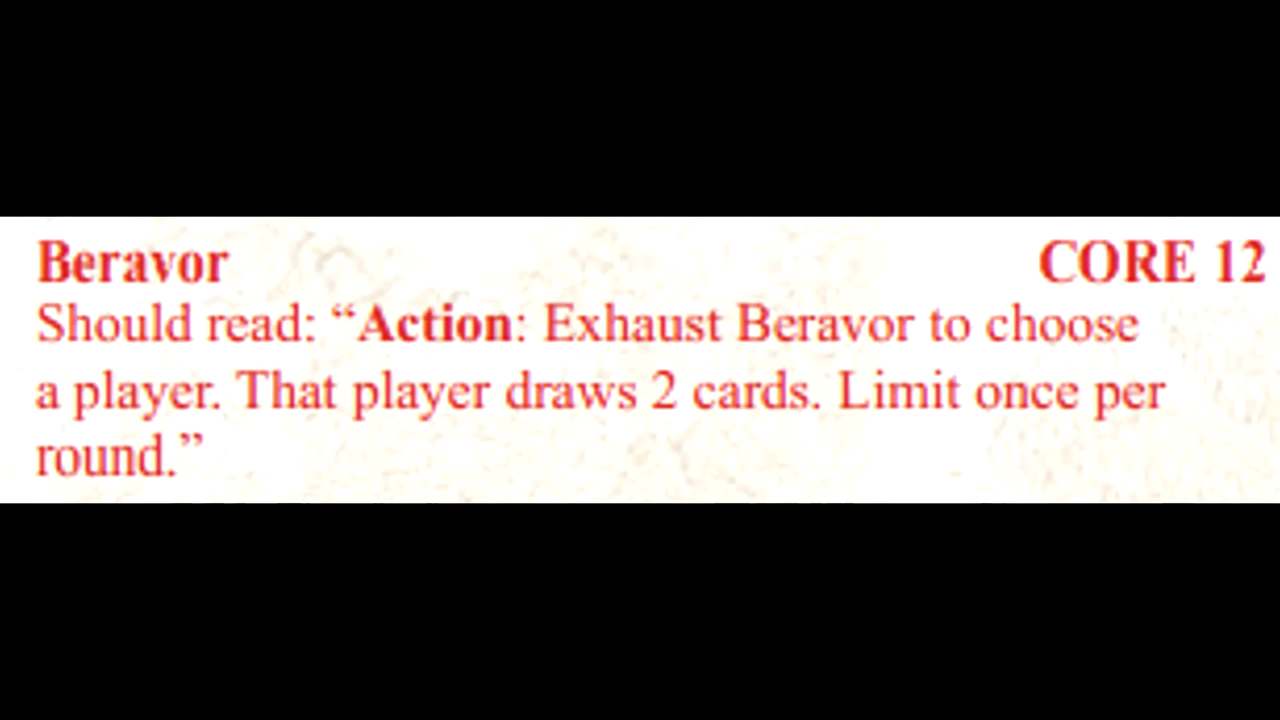 Beravor CORE 12
Should read: “Action: Exhaust Beravor to choose
a player. That player draws 2 cards. Limit once per
round.”